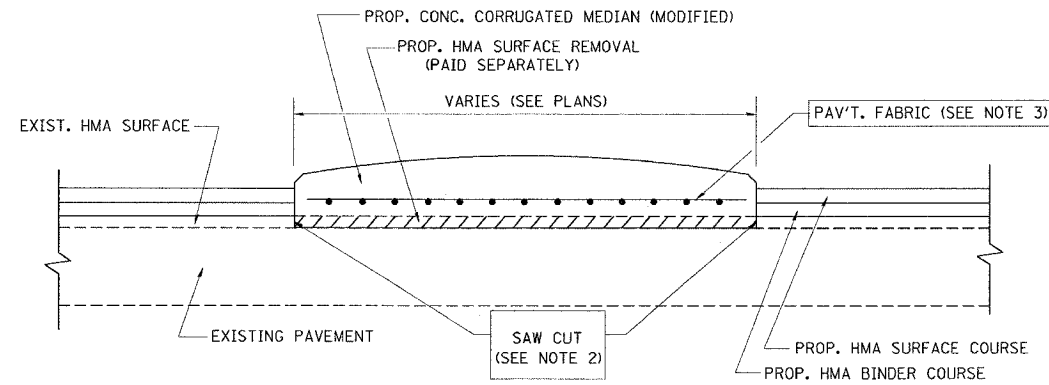 PROP. CONC. CORRUGATED MEDIAN (MODIFIED)
PROP. HMA SURFACE REMOVAL
(PAID SEPARATELY)
VARIES (SEE PLANS)
PAV'T. FABRIC (SEE NOTE 3)
EXIST. HMA SURFACE
EXISTING PAVEMENT
SAW CUT
(SEE NOTE 2)
PROP. HMA SURFACE COURSE
PROP. HMA BINDER COURSE